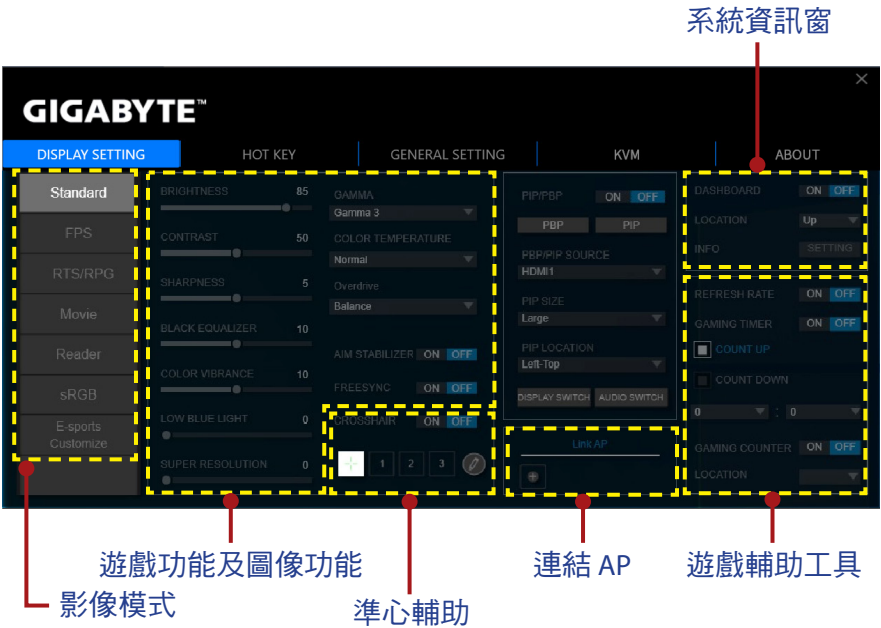 系統資訊窗
GIGABYTE™
DISPLAY SETTING
HOT KEY
GENERAL SETTING
KVM
ABOUT
Standard
FPS
RTS/RPG
Movie
Reader
sRGB
E-sports
Customize
BRIGHTNESS 85
CONTRAST 50
SHARPNESS 5
BLACK EQUALIZER 10
COLOR VIBRANCE 10
LOW BLUE LIGHT 0
SUPER RESOLUTION 0
GAMMA
Gamma 3
COLOR TEMPERATURE
Normal
Overdrive
Balance
AIM STABILIZER ON OFF
FREESYNC ON OFF
CROSSHAIR ON OFF
1 2 3
PIP/PBP ON OFF
PBP PIP
PBP/PIP SOURCE
HDMI1
PIP SIZE
Large
PIP LOCATION
Left-Top
DISPLAY SWITCH AUDIO SWITCH
Link AP
DASHBOARD ON OFF
LOCATION Up
INFO SETTING
REFRESH RATE ON OFF
GAMING TIMER ON OFF
COUNT UP
COUNT DOWN
0 : 0
GAMING COUNTER ON OFF
LOCATION
遊戲功能及圖像功能
連結 AP
遊戲輔助工具
影像模式
準心輔助